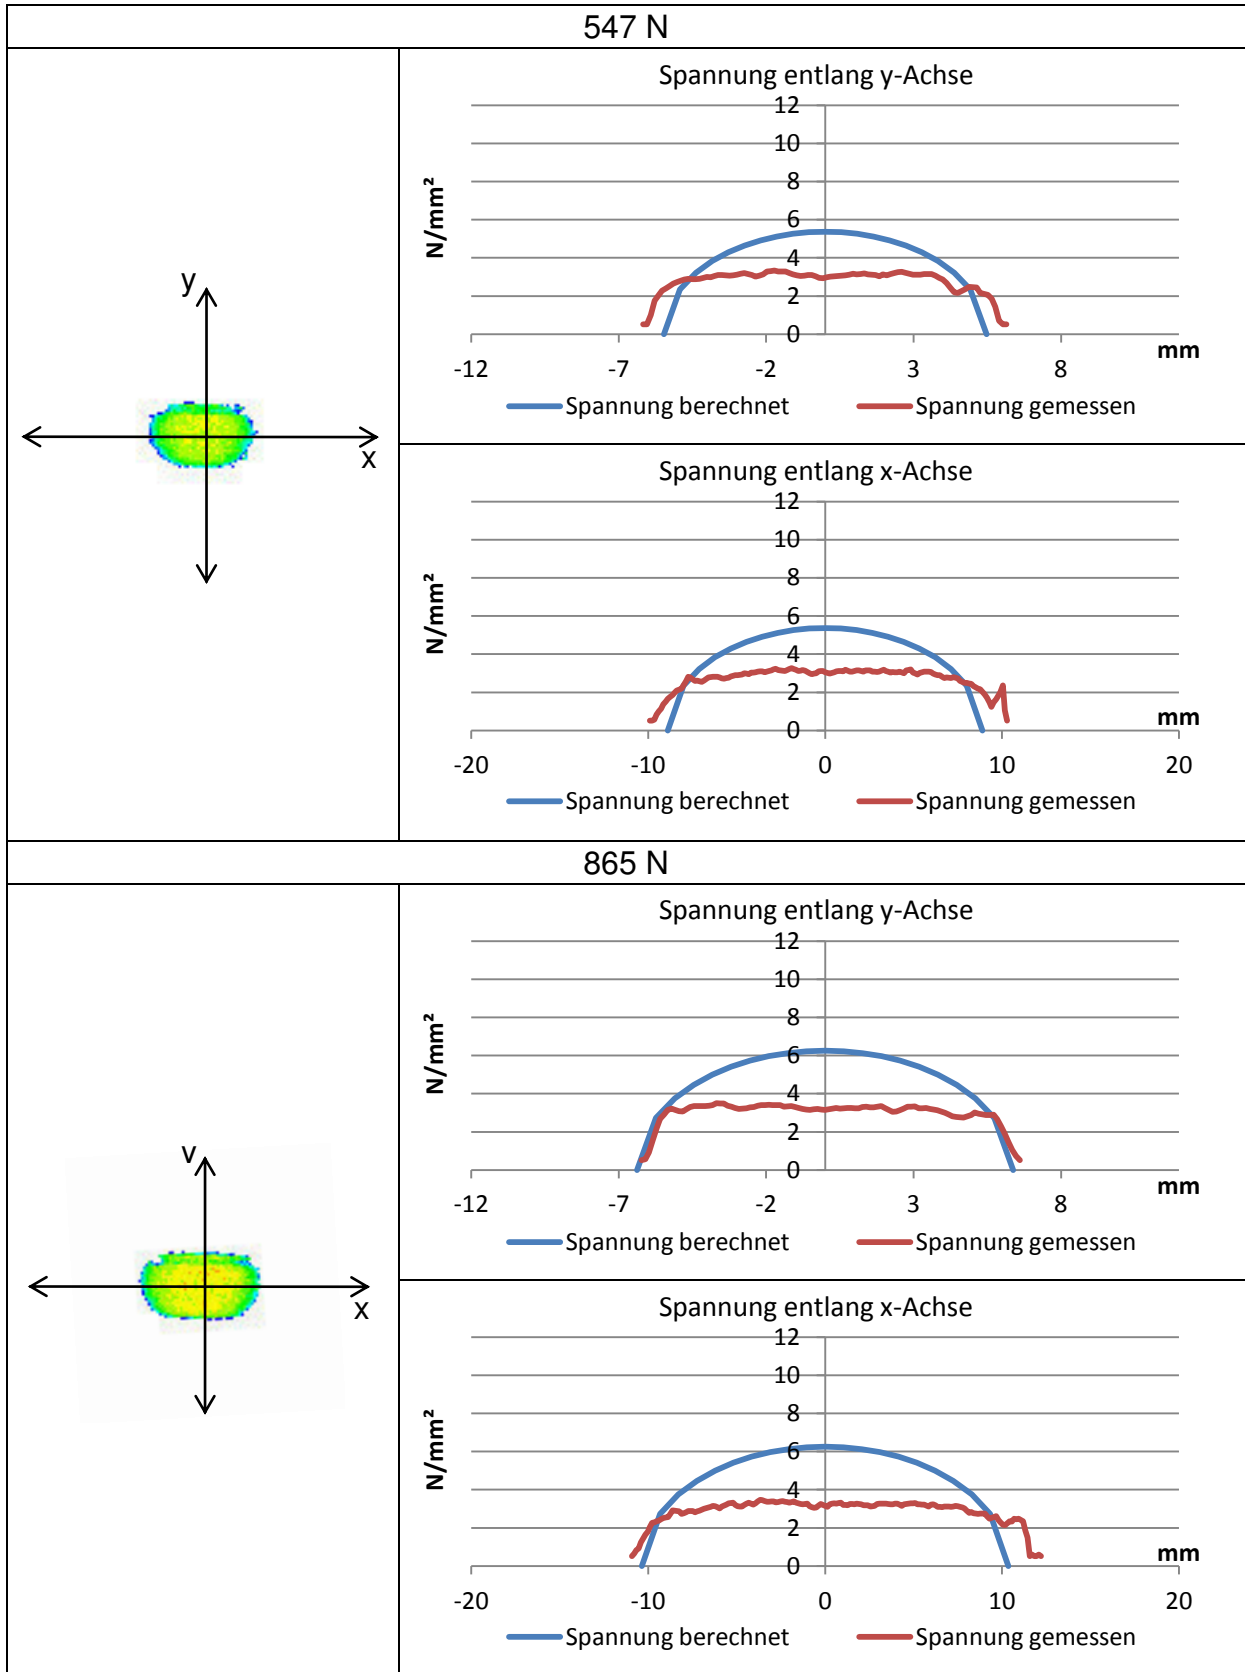 547 N
y
x
Spannung entlang y-Achse
N/mm²
12
10
8
6
4
2
0
-12 -7 -2 3 8
mm
Spannung berechnet Spannung gemessen
Spannung entlang x-Achse
N/mm²
12
10
8
6
4
2
0
-20 -10 0 10 20
mm
Spannung berechnet Spannung gemessen
865 N
v
x
Spannung entlang y-Achse
N/mm²
12
10
8
6
4
2
0
-12 -7 -2 3 8
mm
Spannung berechnet Spannung gemessen
Spannung entlang x-Achse
N/mm²
12
10
8
6
4
2
0
-20 -10 0 10 20
mm
Spannung berechnet Spannung gemessen